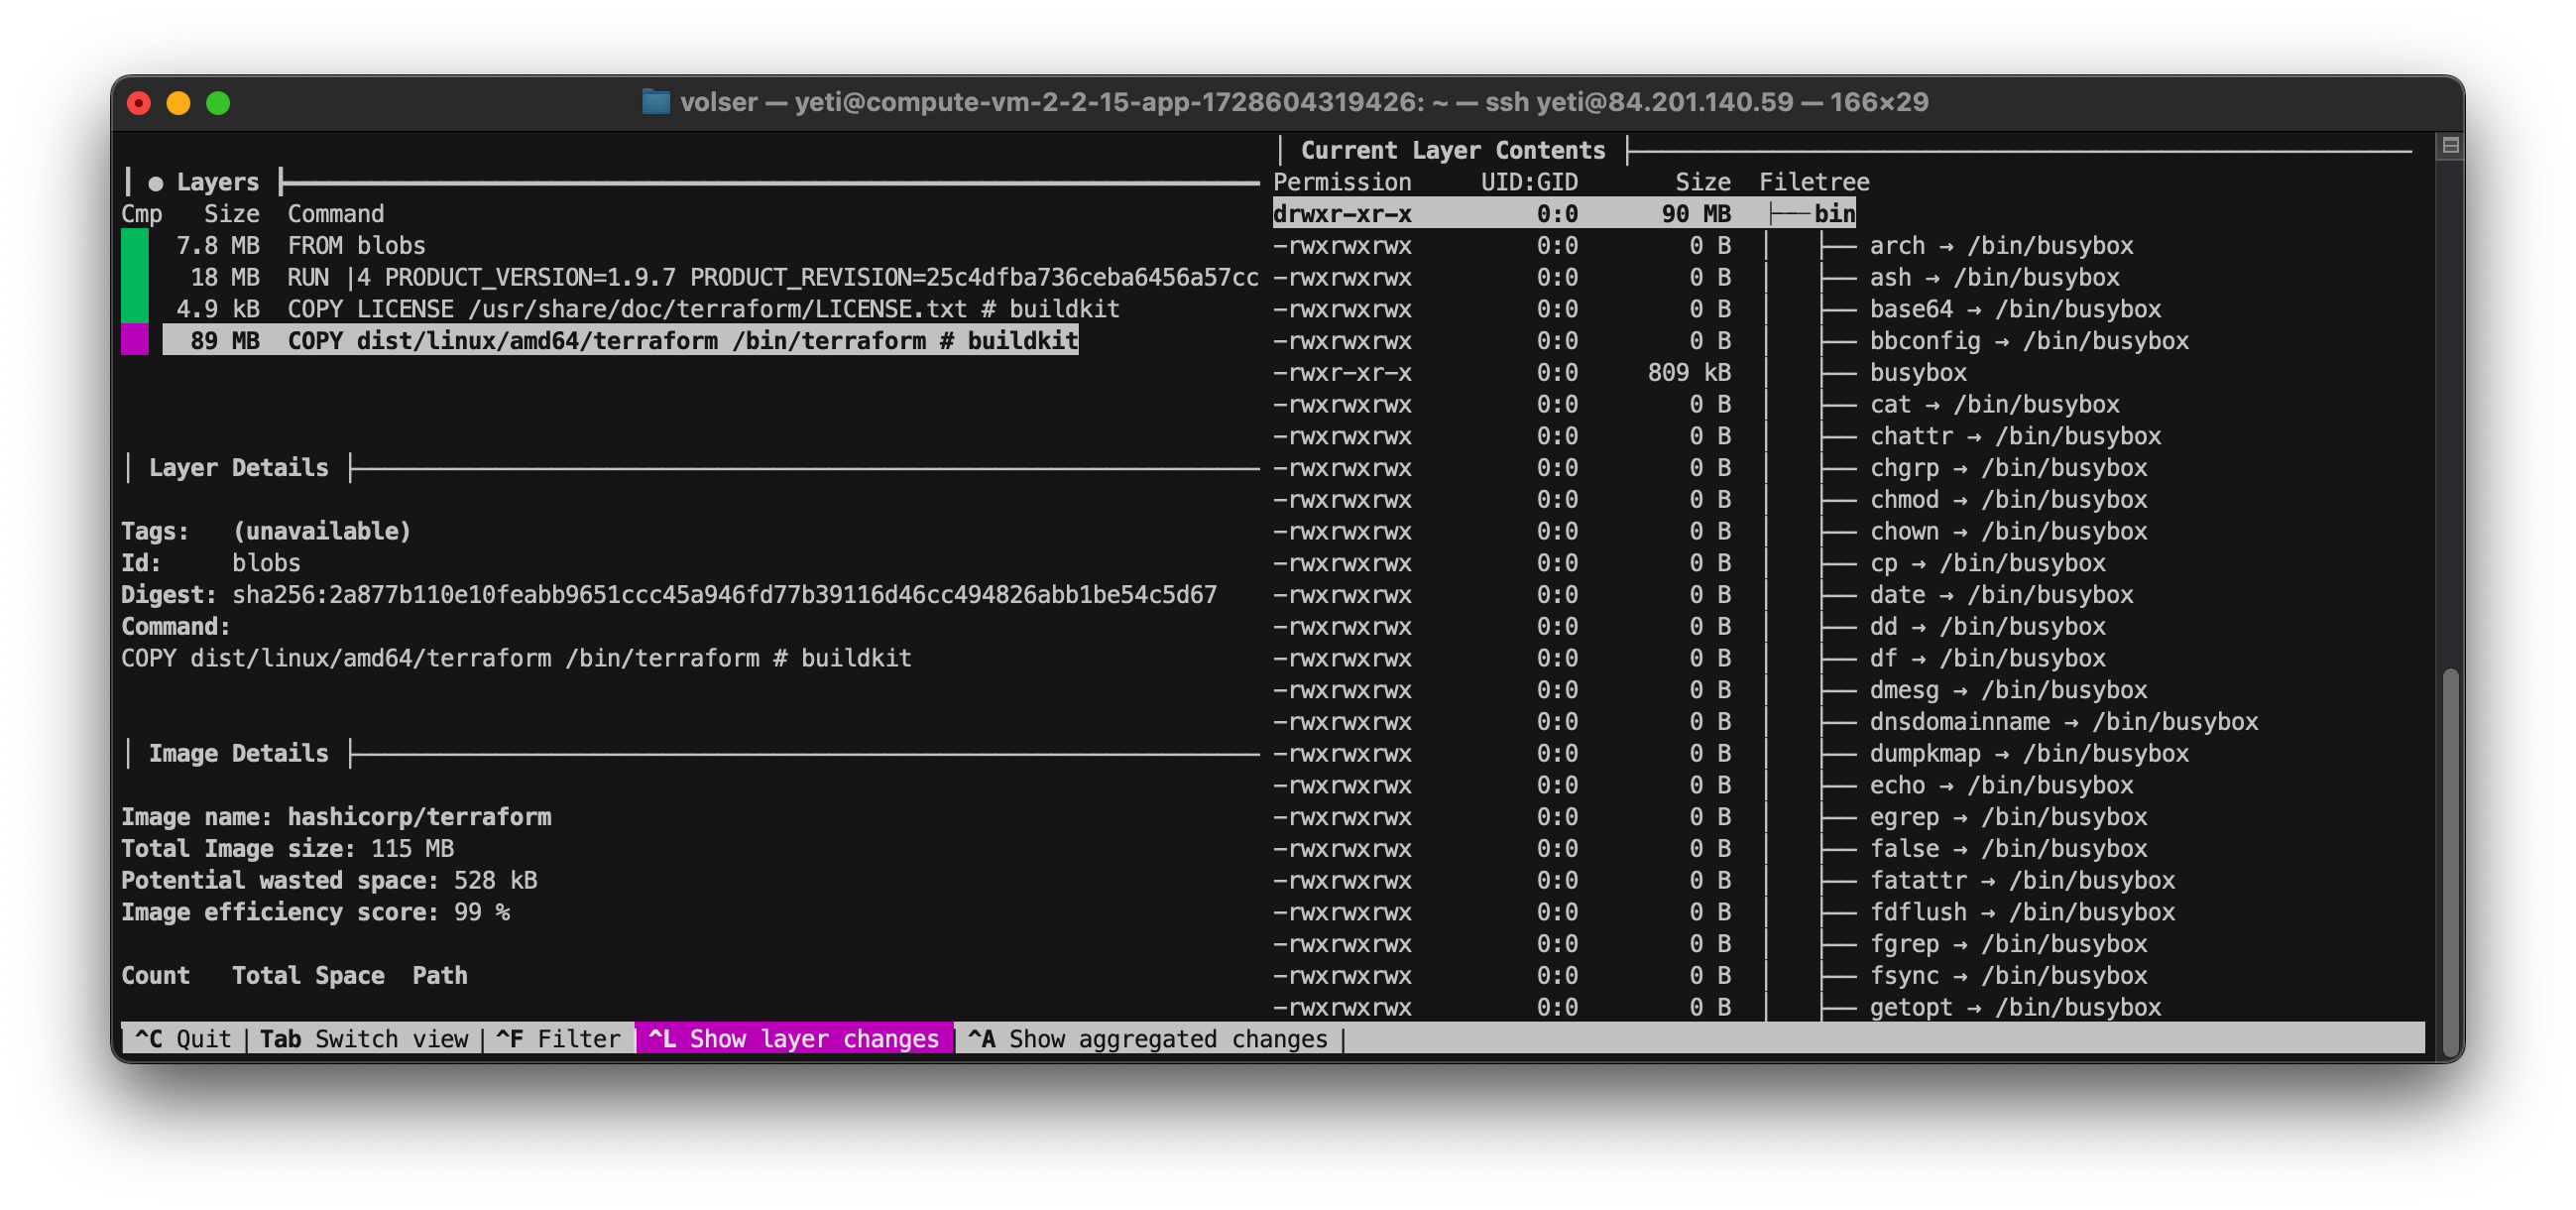 volser — yeti@compute-vm-2-2-15-app-1728604319426: ~ — ssh yeti@84.201.140.59 — 166×29
● Layers
Cmp Size Command
7.8 MB FROM blobs
18 MB RUN |4 PRODUCT_VERSION=1.9.7 PRODUCT_REVISION=25c4dfba736ceba6456a57cc
4.9 kB COPY LICENSE /usr/share/doc/terraform/LICENSE.txt # buildkit
89 MB COPY dist/linux/amd64/terraform /bin/terraform # buildkit
Layer Details
Tags: (unavailable)
Id: blobs
Digest: sha256:2a877b110e10feabb9651ccc45a946fd77b39116d46cc494826abb1be54c5d67
Command:
COPY dist/linux/amd64/terraform /bin/terraform # buildkit
Image Details
Image name: hashicorp/terraform
Total Image size: 115 MB
Potential wasted space: 528 kB
Image efficiency score: 99 %
Count Total Space Path
Current Layer Contents
Permission UID:GID Size Filetree
drwxr-xr-x 0:0 90 MB ├── bin
-rwxrwxrwx 0:0 0 B │ ├── arch → /bin/busybox
-rwxrwxrwx 0:0 0 B │ ├── ash → /bin/busybox
-rwxrwxrwx 0:0 0 B │ ├── base64 → /bin/busybox
-rwxrwxrwx 0:0 0 B │ ├── bbconfig → /bin/busybox
-rwxr-xr-x 0:0 809 kB │ ├── busybox
-rwxrwxrwx 0:0 0 B │ ├── cat → /bin/busybox
-rwxrwxrwx 0:0 0 B │ ├── chattr → /bin/busybox
-rwxrwxrwx 0:0 0 B │ ├── chgrp → /bin/busybox
-rwxrwxrwx 0:0 0 B │ ├── chmod → /bin/busybox
-rwxrwxrwx 0:0 0 B │ ├── chown → /bin/busybox
-rwxrwxrwx 0:0 0 B │ ├── cp → /bin/busybox
-rwxrwxrwx 0:0 0 B │ ├── date → /bin/busybox
-rwxrwxrwx 0:0 0 B │ ├── dd → /bin/busybox
-rwxrwxrwx 0:0 0 B │ ├── df → /bin/busybox
-rwxrwxrwx 0:0 0 B │ ├── dmesg → /bin/busybox
-rwxrwxrwx 0:0 0 B │ ├── dnsdomainname → /bin/busybox
-rwxrwxrwx 0:0 0 B │ ├── dumpkmap → /bin/busybox
-rwxrwxrwx 0:0 0 B │ ├── echo → /bin/busybox
-rwxrwxrwx 0:0 0 B │ ├── egrep → /bin/busybox
-rwxrwxrwx 0:0 0 B │ ├── false → /bin/busybox
-rwxrwxrwx 0:0 0 B │ ├── fatattr → /bin/busybox
-rwxrwxrwx 0:0 0 B │ ├── fdflush → /bin/busybox
-rwxrwxrwx 0:0 0 B │ ├── fgrep → /bin/busybox
-rwxrwxrwx 0:0 0 B │ ├── fsync → /bin/busybox
-rwxrwxrwx 0:0 0 B │ ├── getopt → /bin/busybox
^C Quit | Tab Switch view | ^F Filter | ^L Show layer changes | ^A Show aggregated changes |